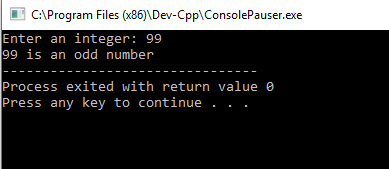 C:\Program Files (x86)\Dev-Cpp\ConsolePauser.exe
Enter an integer: 99
99 is an odd number
--------------------------------
Process exited with return value 0
Press any key to continue . . .